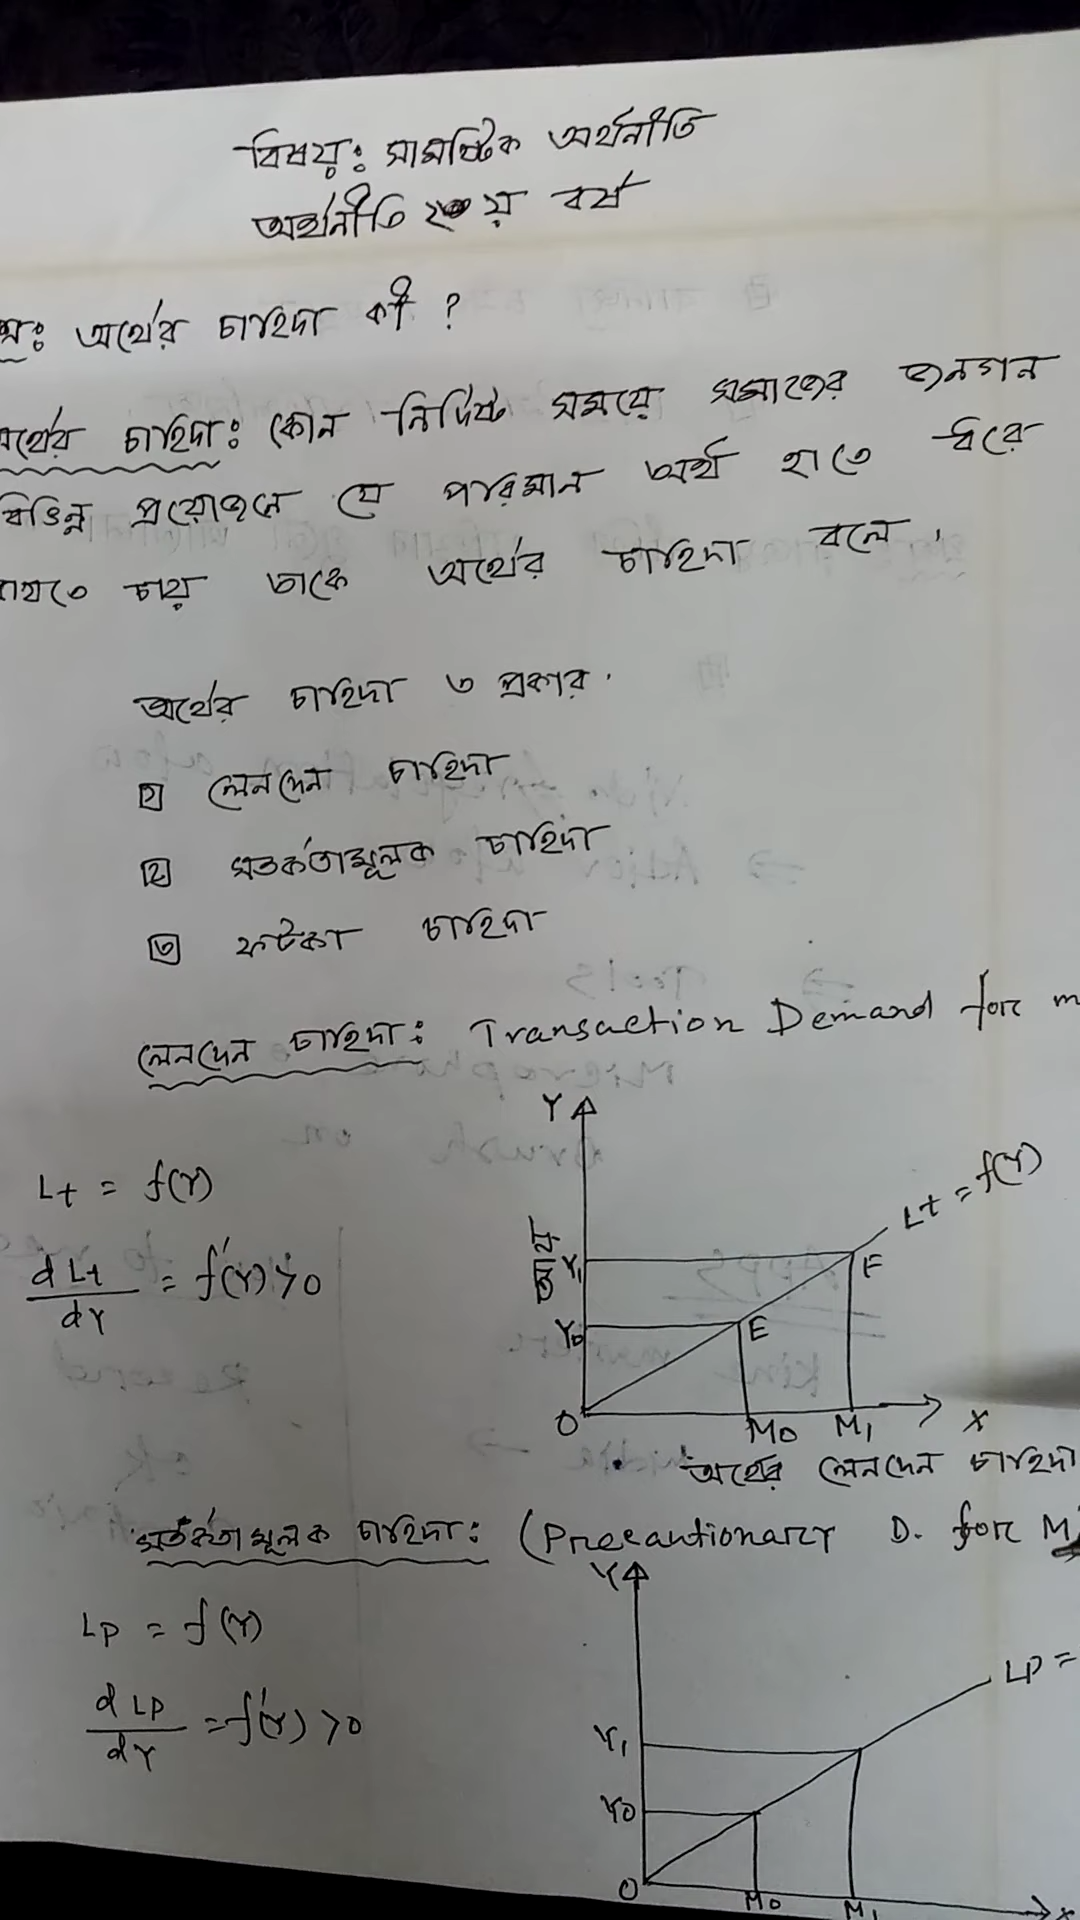 বিষয়: সামষ্টিক অর্থনীতি
অর্থনীতি ২য় বর্ষ
অর্থের চাহিদা কী ?
চাহিদা: কোন নির্দিষ্ট সময়ে সমাজের জনগন
বিভিন্ন প্রয়োজনে যে পরিমান অর্থ হাতে ধরে
চায় তাকে অর্থের চাহিদা বলে।
অর্থের চাহিদা ৩ প্রকার.
১ লেনদেন চাহিদা
২ সতর্কতামূলক চাহিদা
৩ ফটকা চাহিদা
লেনদেন চাহিদা: Transaction Demand for m
Y
Lt = f(Y)
dLt/dY = f′(Y) > 0
Lt = f(Y)
আয়
Y1 F
Y0 E
O M0 M1 X
অর্থের লেনদেন চাহিদা
সতর্কতামূলক চাহিদা: (Precautionary D. for M
Y
Lp = f(Y)
dLp/dY = f′(Y) > 0
Lp =
Y1
Y0
O M0 M1 X